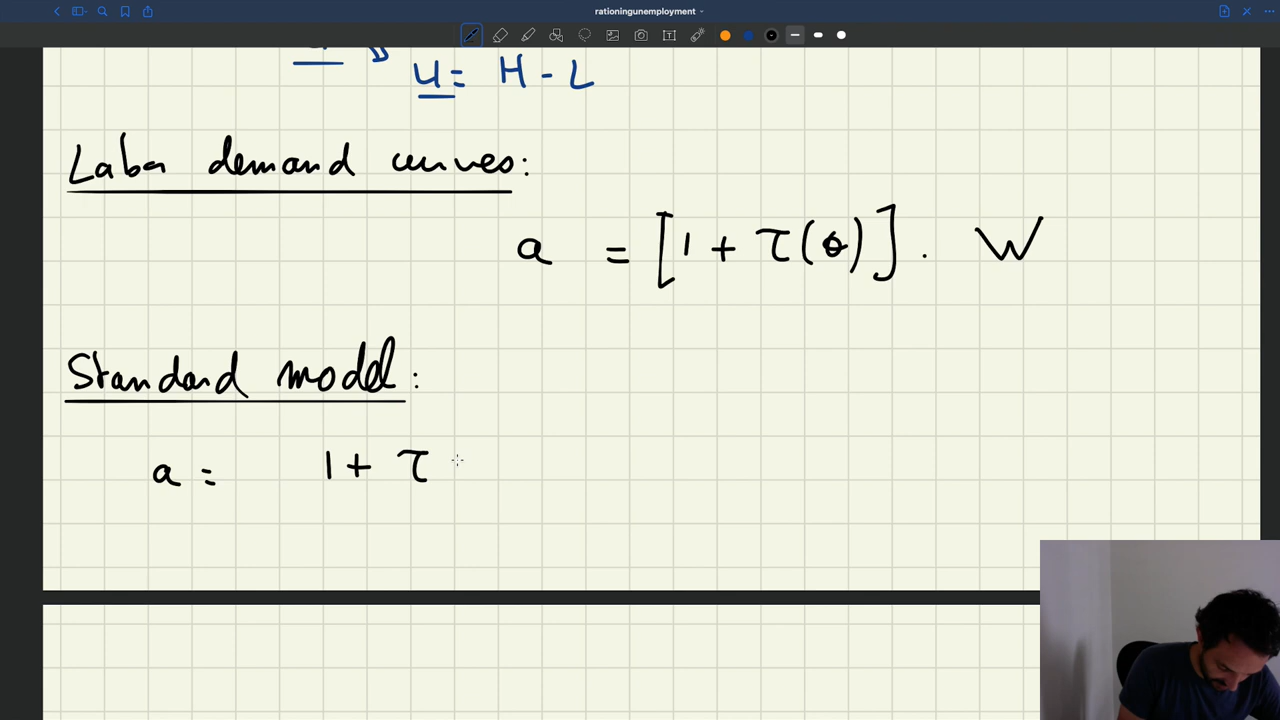 rationingunemployment
u = H - L
Labor demand curves:
a = [1 + τ(θ)] . W
Standard model:
a = 1 + τ